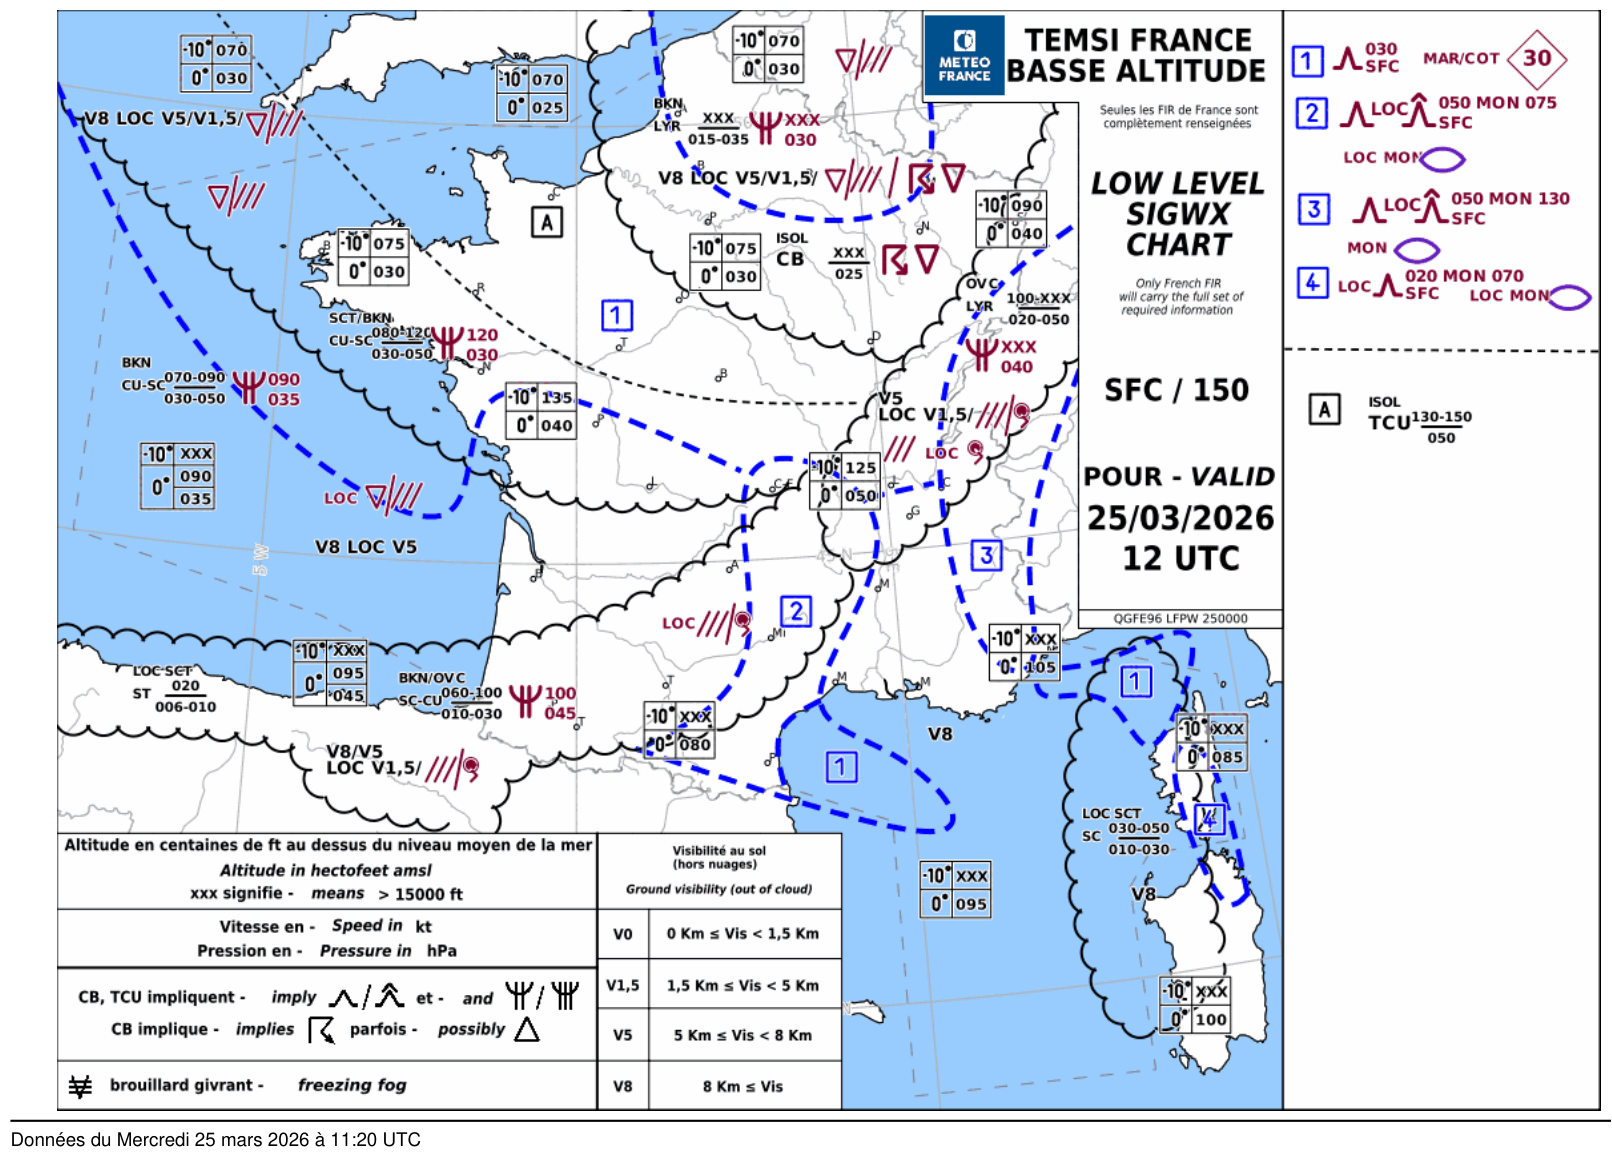 METEO
FRANCE
TEMSI FRANCE
BASSE ALTITUDE
Seules les FIR de France sont
complètement renseignées
LOW LEVEL
SIGWX
CHART
Only French FIR
will carry the full set of
required information
SFC / 150
POUR - VALID
25/03/2026
12 UTC
QGFE96 LFPW 250000
1 030
SFC MAR/COT 30
2 LOC 050 MON 075
SFC
LOC MON
3 LOC 050 MON 130
SFC
MON
4 LOC 020 MON 070
SFC LOC MON
A ISOL
TCU 130-150
050
-10° 070
0° 030
-10° 070
0° 025
-10° 070
0° 030
V8 LOC V5/V1,5/
BKN
LYR XXX
015-035
XXX
030
V8 LOC V5/V1,5/
A
-10° 090
0° 040
-10° 075
0° 030
-10° 075
0° 030
ISOL
CB XXX
025
OVC
LYR 100-XXX
020-050
1
SCT/BKN
CU-SC 080-120
030-050
120
030
XXX
040
BKN
CU-SC 070-090
030-050
090
035
-10° 135
0° 040
V5
LOC V1,5/
LOC
-10° XXX
0° 090
035
-10° 125
0° 050
LOC
V8 LOC V5
5 W
45 N
3
2
LOC
-10° XXX
0° 105
-10° XXX
0° 095
045
LOC SCT
ST 020
006-010
BKN/OVC
SC-CU 060-100
010-030
100
045
1
-10° XXX
0° 080
V8
-10° XXX
0° 085
V8/V5
LOC V1,5/
1
4
LOC SCT
SC 030-050
010-030
V8
-10° XXX
0° 095
-10° XXX
0° 100
Altitude en centaines de ft au dessus du niveau moyen de la mer
Altitude in hectofeet amsl
xxx signifie - means > 15000 ft
Vitesse en - Speed in kt
Pression en - Pressure in hPa
CB, TCU impliquent - imply / et - and /
CB implique - implies parfois - possibly
brouillard givrant - freezing fog
Visibilité au sol
(hors nuages)
Ground visibility (out of cloud)
V0 0 Km ≤ Vis < 1,5 Km
V1,5 1,5 Km ≤ Vis < 5 Km
V5 5 Km ≤ Vis < 8 Km
V8 8 Km ≤ Vis
Données du Mercredi 25 mars 2026 à 11:20 UTC